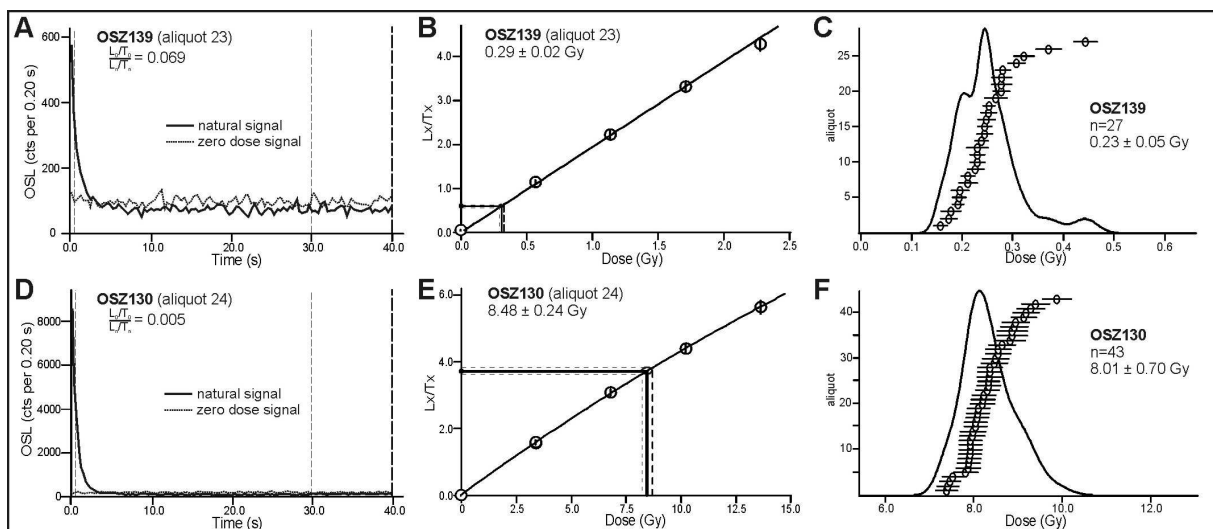 A
OSZ139 (aliquot 23)
L₀/T₀
Lₙ/Tₙ = 0.069
natural signal
zero dose signal
OSL (cts per 0.20 s)
600
400
200
0
0.0 10.0 20.0 30.0 40.0
Time (s)
B
OSZ139 (aliquot 23)
0.29 ± 0.02 Gy
Lx/Tx
4.0
3.0
2.0
1.0
0.0
0.0 0.5 1.0 1.5 2.0 2.5
Dose (Gy)
C
OSZ139
n=27
0.23 ± 0.05 Gy
aliquot
25
20
15
10
5
0.0 0.2 0.3 0.4 0.6
Dose (Gy)
D
OSZ130 (aliquot 24)
L₀/T₀
Lₙ/Tₙ = 0.005
natural signal
zero dose signal
OSL (cts per 0.20 s)
8000
6000
4000
2000
0
0.0 10.0 20.0 30.0 40.0
Time (s)
E
OSZ130 (aliquot 24)
8.48 ± 0.24 Gy
Lx/Tx
6.0
4.0
2.0
0.0
0.0 2.5 5.0 7.5 10.0 12.5 15.0
Dose (Gy)
F
OSZ130
n=43
8.01 ± 0.70 Gy
aliquot
40
30
20
10
6.0 8.0 10.0 12.0
Dose (Gy)